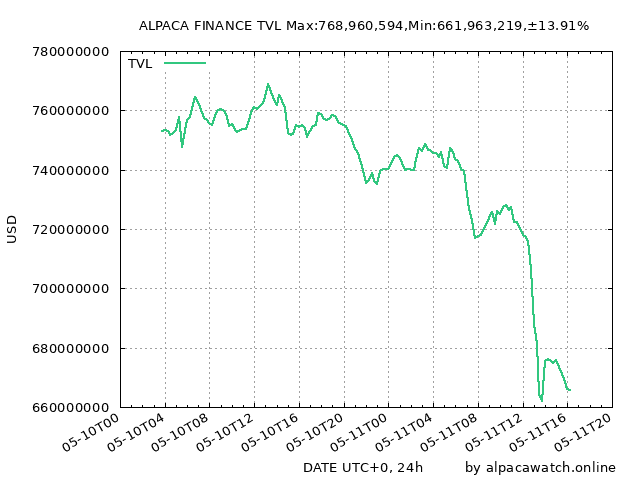 ALPACA FINANCE TVL Max:768,960,594,Min:661,963,219,±13.91%
TVL
780000000
760000000
740000000
720000000
700000000
680000000
660000000
USD
05-10T00
05-10T04
05-10T08
05-10T12
05-10T16
05-10T20
05-11T00
05-11T04
05-11T08
05-11T12
05-11T16
05-11T20
DATE UTC+0, 24h
by alpacawatch.online